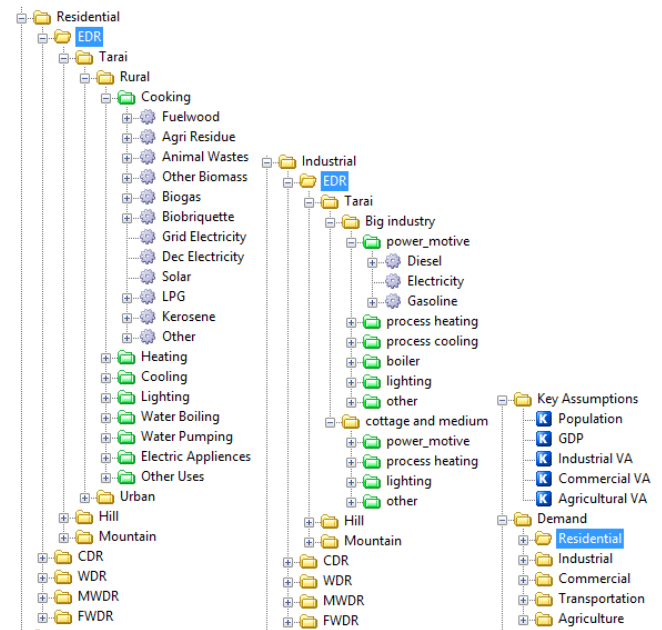 Residential
EDR
Tarai
Rural
Cooking
Fuelwood
Agri Residue
Animal Wastes
Other Biomass
Biogas
Biobriquette
Grid Electricity
Dec Electricity
Solar
LPG
Kerosene
Other
Heating
Cooling
Lighting
Water Boiling
Water Pumping
Electric Appliences
Other Uses
Urban
Hill
Mountain
CDR
WDR
MWDR
FWDR
Industrial
EDR
Tarai
Big industry
power_motive
Diesel
Electricity
Gasoline
process heating
process cooling
boiler
lighting
other
cottage and medium
power_motive
process heating
lighting
other
Hill
Mountain
CDR
WDR
MWDR
FWDR
Key Assumptions
K Population
K GDP
K Industrial VA
K Commercial VA
K Agricultural VA
Demand
Residential
Industrial
Commercial
Transportation
Agriculture